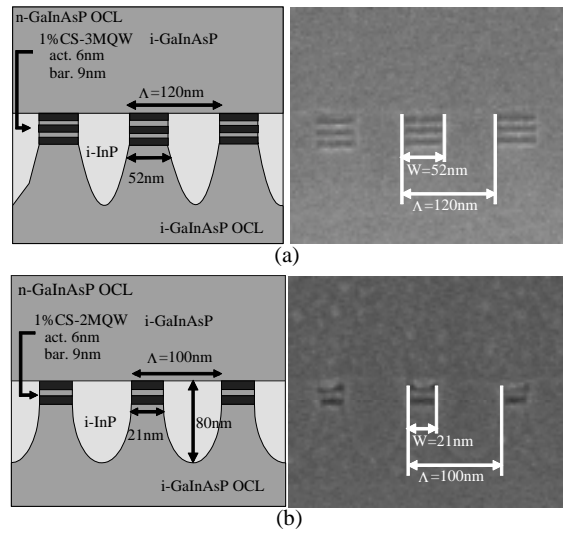 n-GaInAsP OCL
1%CS-3MQW
act. 6nm
bar. 9nm
i-GaInAsP
Λ=120nm
i-InP
52nm
i-GaInAsP OCL
W=52nm
Λ=120nm
(a)
n-GaInAsP OCL
1%CS-2MQW
act. 6nm
bar. 9nm
i-GaInAsP
Λ=100nm
i-InP
21nm
80nm
i-GaInAsP OCL
W=21nm
Λ=100nm
(b)